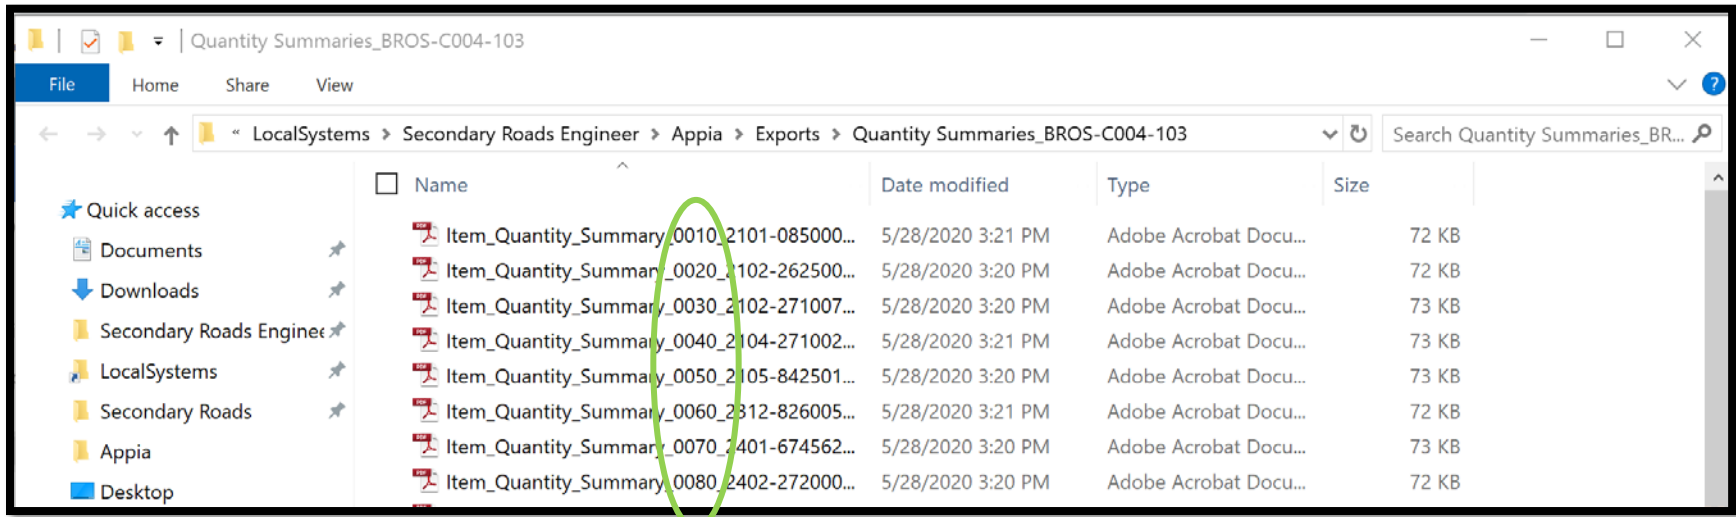 Quantity Summaries_BROS-C004-103
File Home Share View
« LocalSystems > Secondary Roads Engineer > Appia > Exports > Quantity Summaries_BROS-C004-103 Search Quantity Summaries_BR...
Name Date modified Type Size
Quick access
Documents
Downloads
Secondary Roads Enginee
LocalSystems
Secondary Roads
Appia
Desktop
Item_Quantity_Summary_0010_2101-085000... 5/28/2020 3:21 PM Adobe Acrobat Docu... 72 KB
Item_Quantity_Summary_0020_2102-262500... 5/28/2020 3:20 PM Adobe Acrobat Docu... 72 KB
Item_Quantity_Summary_0030_2102-271007... 5/28/2020 3:20 PM Adobe Acrobat Docu... 73 KB
Item_Quantity_Summary_0040_2104-271002... 5/28/2020 3:21 PM Adobe Acrobat Docu... 73 KB
Item_Quantity_Summary_0050_2105-842501... 5/28/2020 3:20 PM Adobe Acrobat Docu... 73 KB
Item_Quantity_Summary_0060_2312-826005... 5/28/2020 3:21 PM Adobe Acrobat Docu... 72 KB
Item_Quantity_Summary_0070_2401-674562... 5/28/2020 3:20 PM Adobe Acrobat Docu... 73 KB
Item_Quantity_Summary_0080_2402-272000... 5/28/2020 3:20 PM Adobe Acrobat Docu... 72 KB